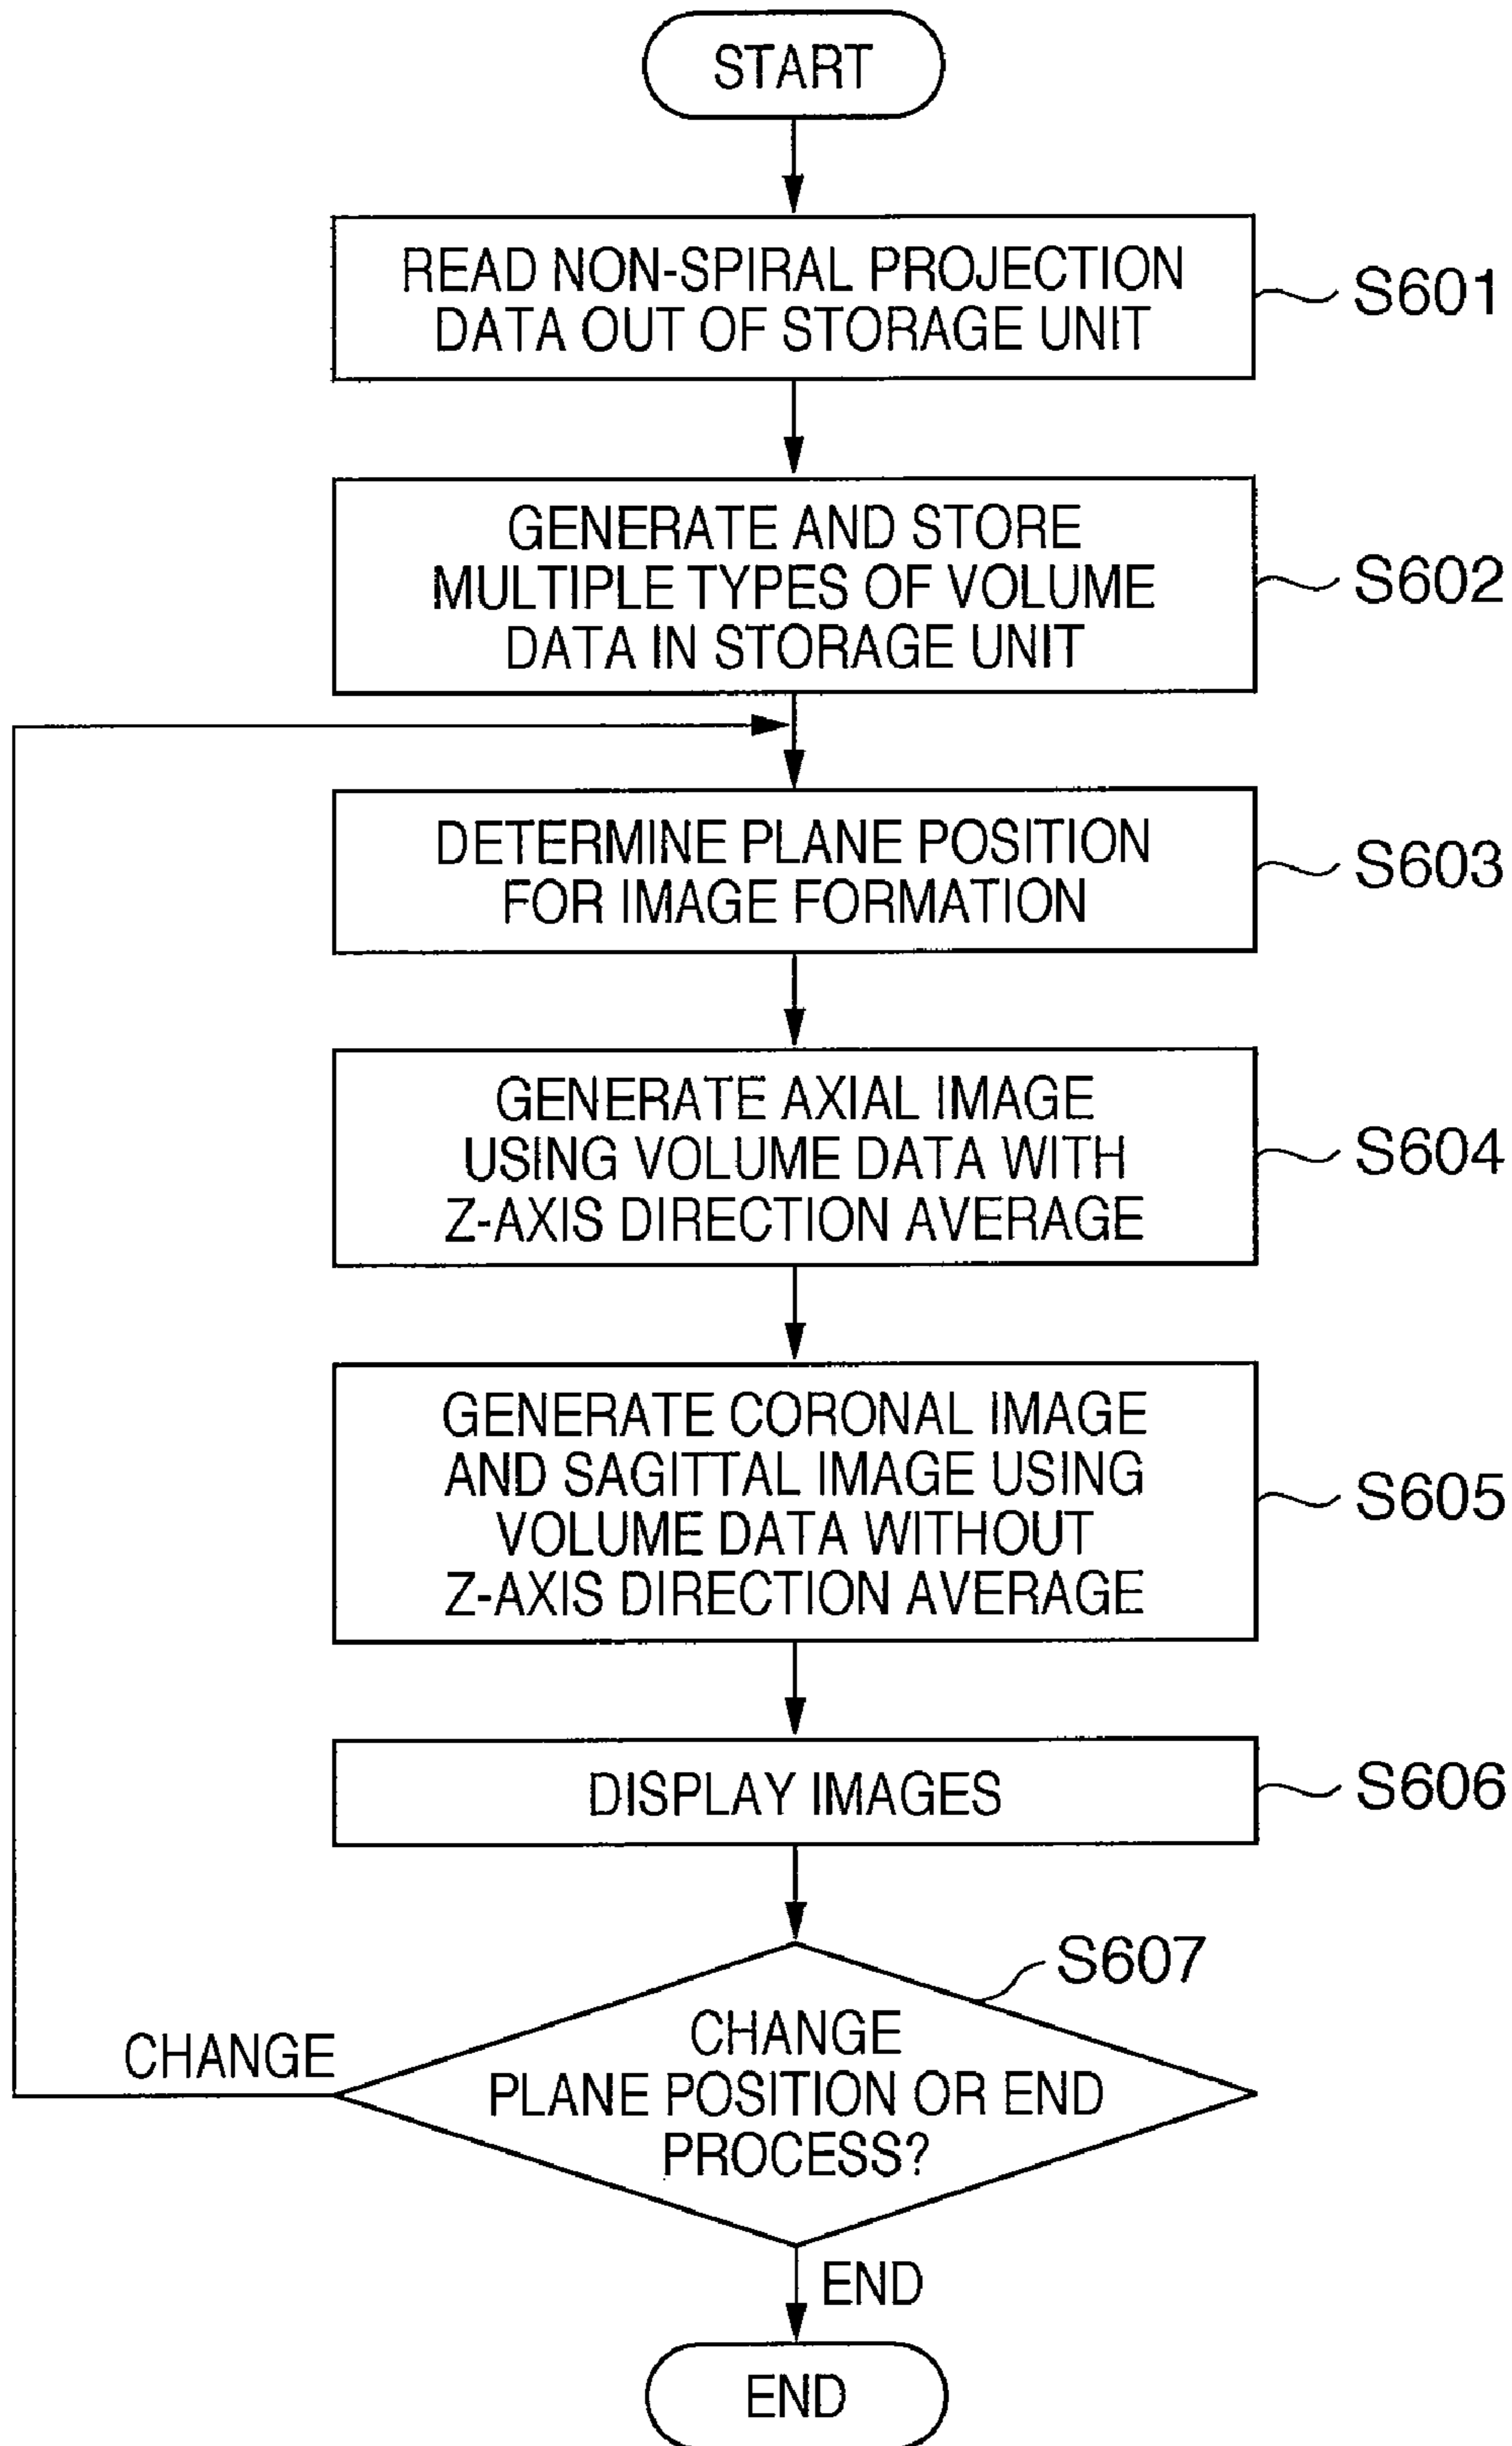 START
READ NON-SPIRAL PROJECTION
DATA OUT OF STORAGE UNIT
S601
GENERATE AND STORE
MULTIPLE TYPES OF VOLUME
DATA IN STORAGE UNIT
S602
DETERMINE PLANE POSITION
FOR IMAGE FORMATION
S603
GENERATE AXIAL IMAGE
USING VOLUME DATA WITH
Z-AXIS DIRECTION AVERAGE
S604
GENERATE CORONAL IMAGE
AND SAGITTAL IMAGE USING
VOLUME DATA WITHOUT
Z-AXIS DIRECTION AVERAGE
S605
DISPLAY IMAGES
S606
S607
CHANGE
PLANE POSITION OR END
PROCESS?
CHANGE
END
END